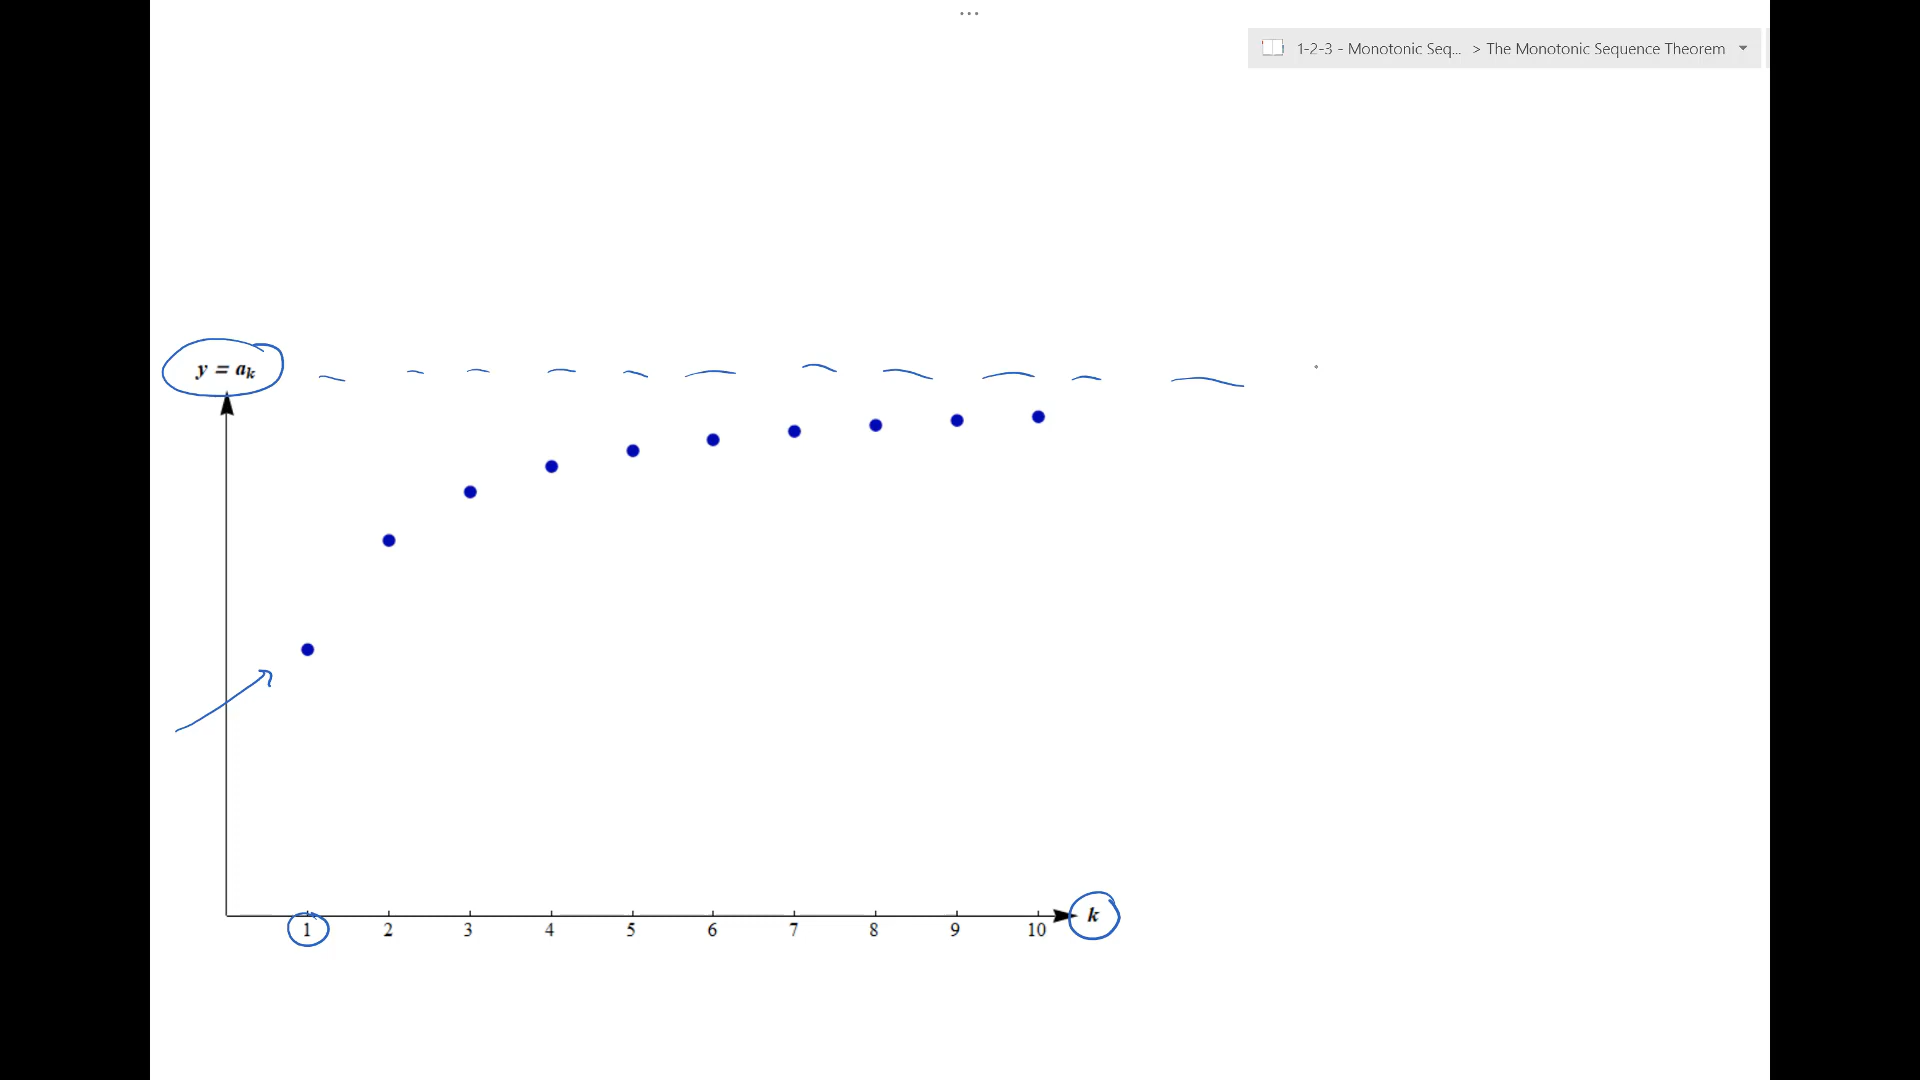 ...
1-2-3 - Monotonic Seq... > The Monotonic Sequence Theorem
y = aₖ
k
1 2 3 4 5 6 7 8 9 10